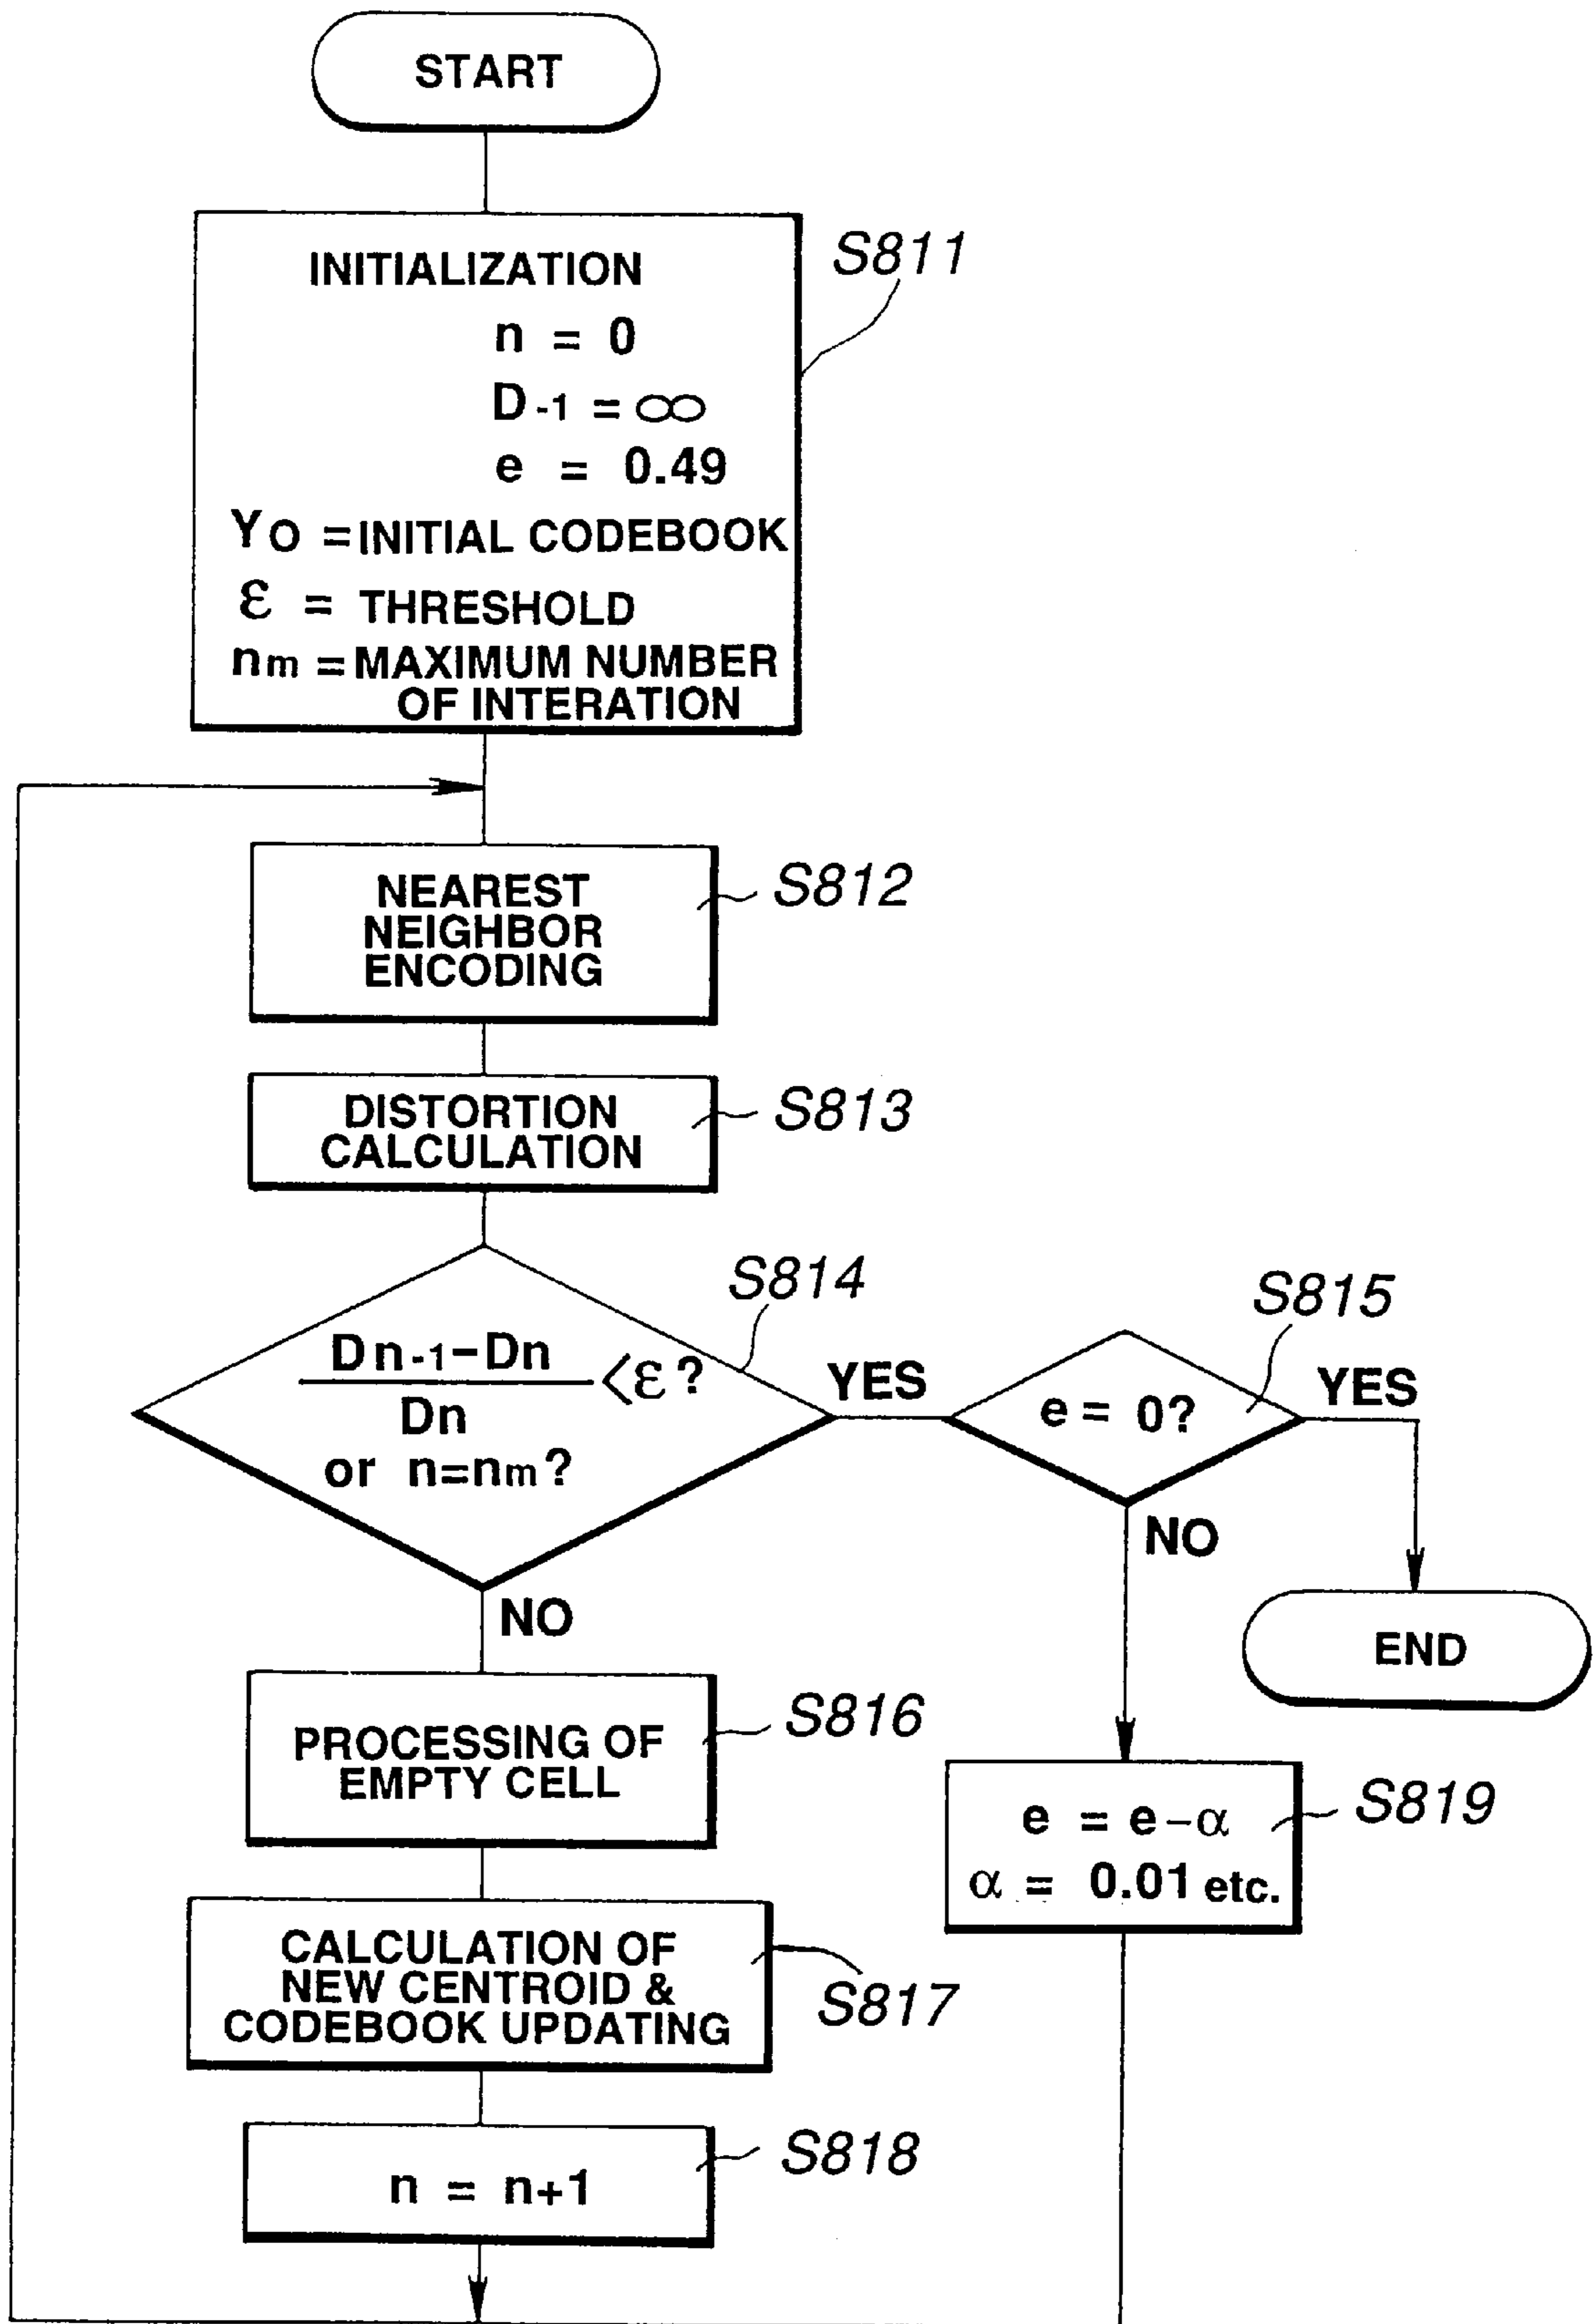 START
INITIALIZATION
n = 0
D-1 = ∞
e = 0.49
YO = INITIAL CODEBOOK
ε = THRESHOLD
nm = MAXIMUM NUMBER
OF INTERATION
S811
NEAREST
NEIGHBOR
ENCODING
S812
DISTORTION
CALCULATION
S813
S814
Dn-1-Dn
<ε?
Dn
or n=nm?
YES
NO
S815
e = 0?
YES
NO
END
PROCESSING OF
EMPTY CELL
S816
e = e-α
α = 0.01 etc.
S819
CALCULATION OF
NEW CENTROID &
CODEBOOK UPDATING
S817
n = n+1
S818